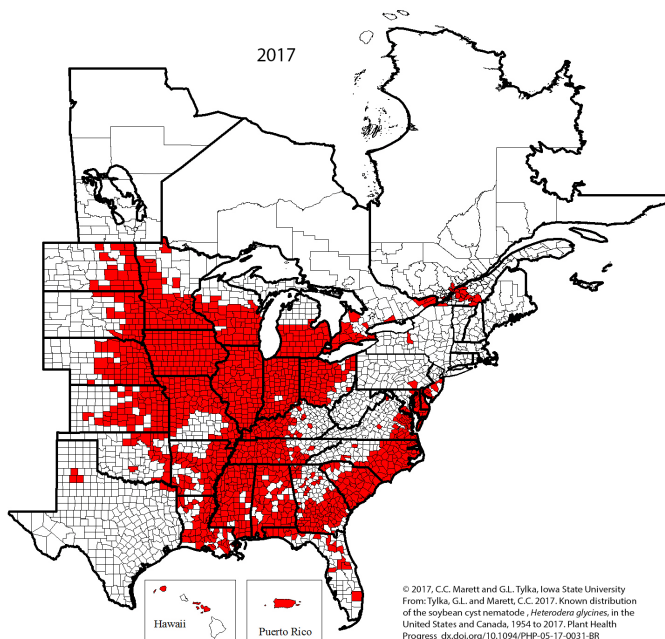 2017
Hawaii
Puerto Rico
© 2017, C.C. Marett and G.L. Tylka, Iowa State University
From: Tylka, G.L. and Marett, C.C. 2017. Known distribution
of the soybean cyst nematode , Heterodera glycines, in the
United States and Canada, 1954 to 2017. Plant Health
Progress dx.doi.org/10.1094/PHP-05-17-0031-BR